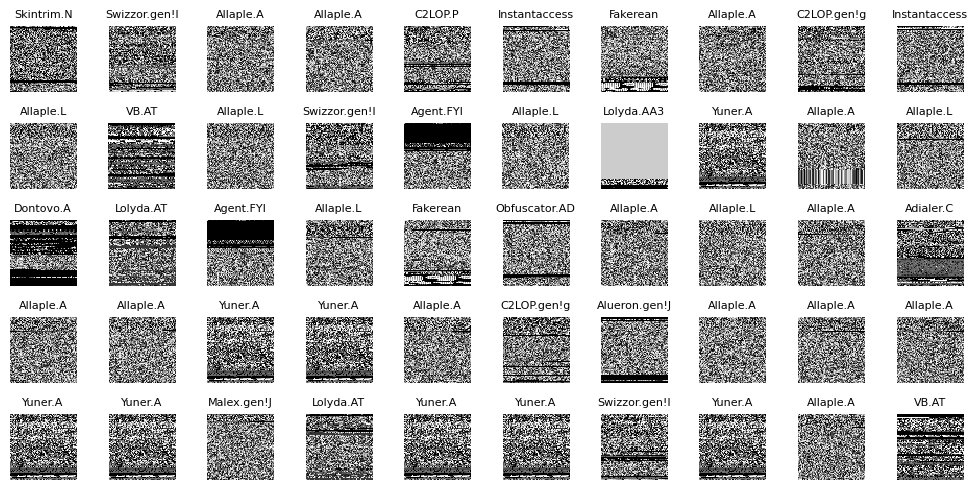 Skintrim.N Swizzor.gen!I Allaple.A Allaple.A C2LOP.P Instantaccess Fakerean Allaple.A C2LOP.gen!g Instantaccess
Allaple.L VB.AT Allaple.L Swizzor.gen!I Agent.FYI Allaple.L Lolyda.AA3 Yuner.A Allaple.A Allaple.L
Dontovo.A Lolyda.AT Agent.FYI Allaple.L Fakerean Obfuscator.AD Allaple.A Allaple.L Allaple.A Adialer.C
Allaple.A Allaple.A Yuner.A Yuner.A Allaple.A C2LOP.gen!g Alueron.gen!J Allaple.A Allaple.A Allaple.A
Yuner.A Yuner.A Malex.gen!J Lolyda.AT Yuner.A Yuner.A Swizzor.gen!I Yuner.A Allaple.A VB.AT